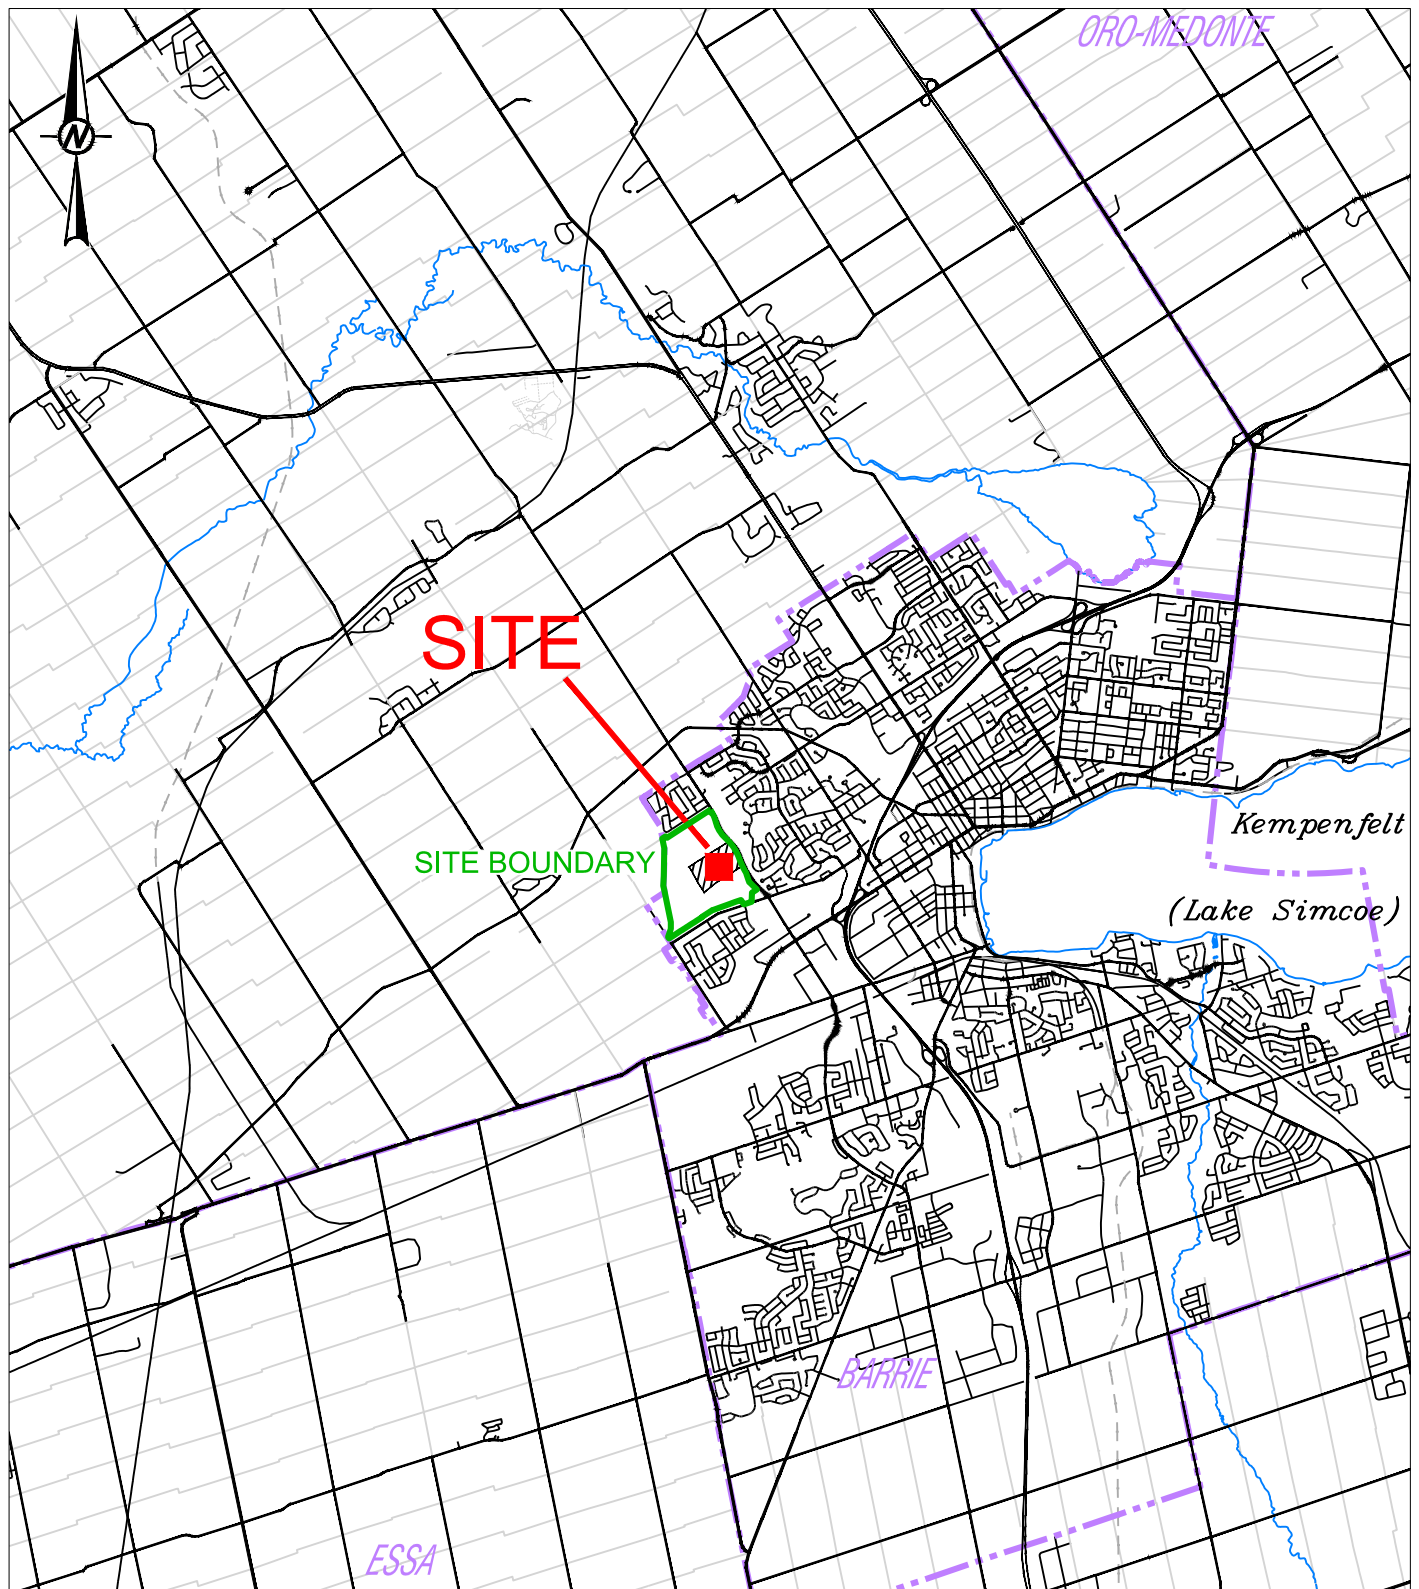 ORO-MEDONTE
N
SITE
SITE BOUNDARY
Kempenfelt
(Lake Simcoe)
BARRIE
ESSA